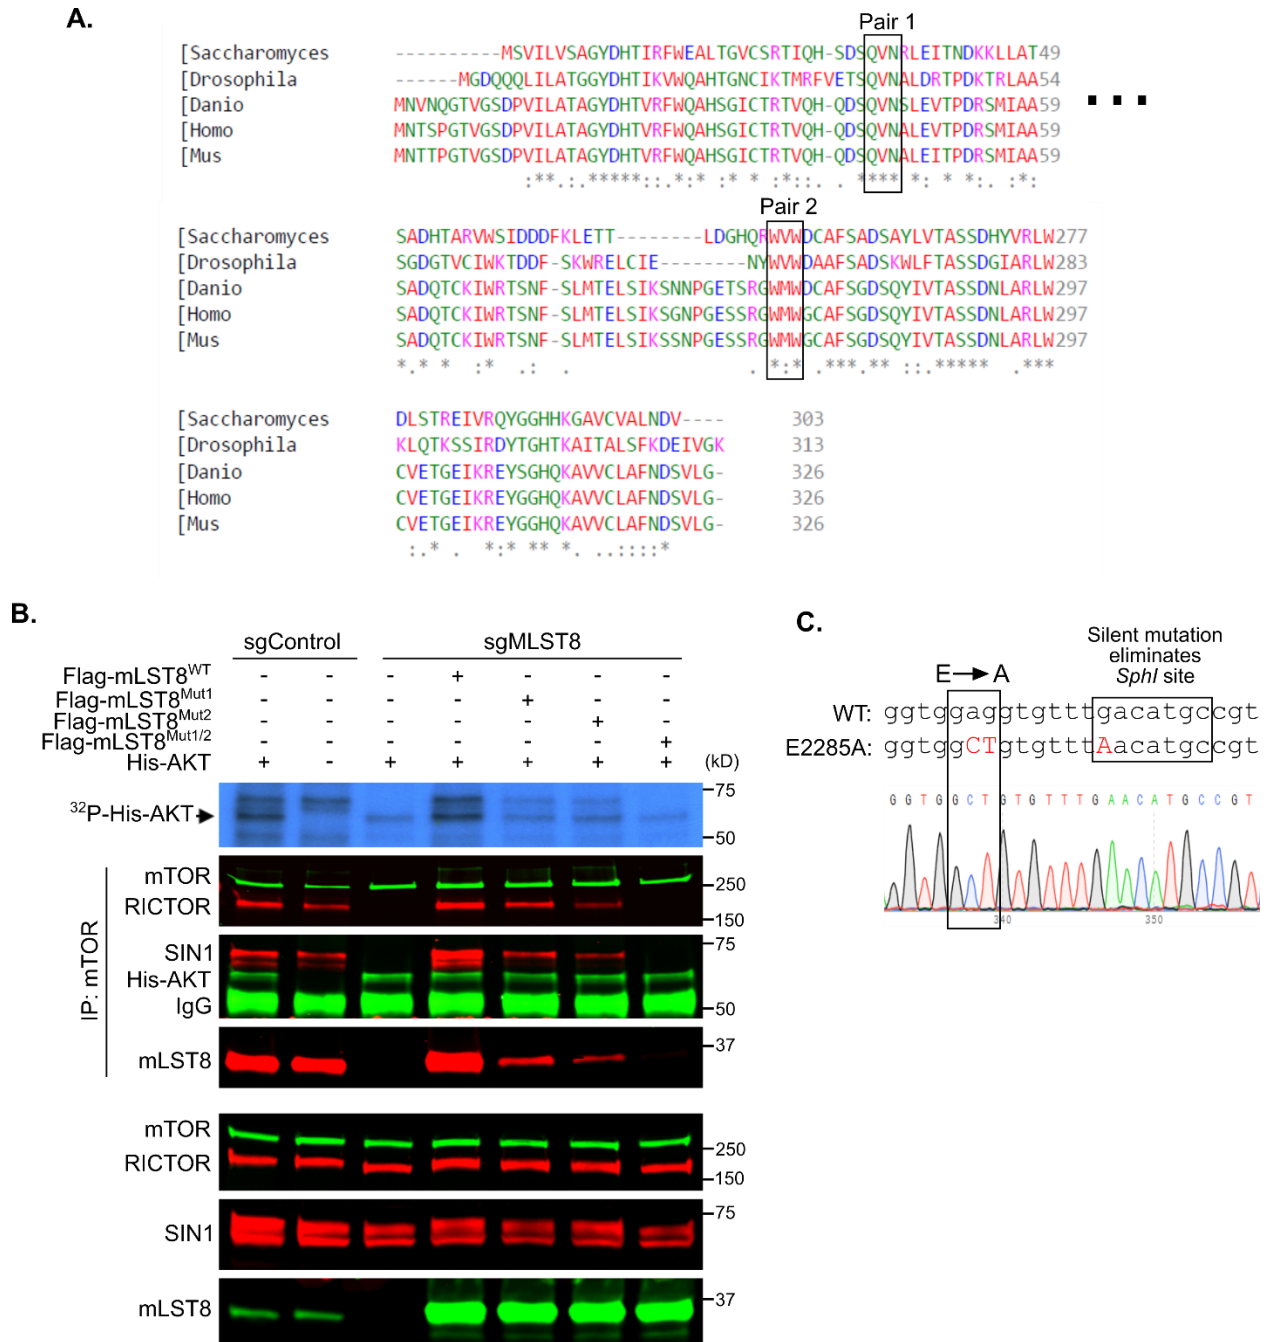 A.
Pair 1
[Saccharomyces ----------MSVILVSAGYDHTIRFWEALTGVCSRTIQH-SDSQVNRLEITNDKKLLAT49
[Drosophila ------MGDQQQLILATGGYDHTIKVWQAHTGNCIKTMRFVETSQVNALDRTPDKTRLAA54
[Danio MNVNQGTVGSDPVILATAGYDHTVRFWQAHSGICTRTVQH-QDSQVNSLEVTPDRSMIAA59
[Homo MNTSPGTVGSDPVILATAGYDHTVRFWQAHSGICTRTVQH-QDSQVNALEVTPDRSMIAA59
[Mus MNTTPGTVGSDPVILATAGYDHTVRFWQAHSGICTRTVQH-QDSQVNALEITPDRSMIAA59
:**.:.*****::.*:* :* * :*::. . **** *: *:. :*:
...
Pair 2
[Saccharomyces SADHTARVWSIDDDFKLETT--------LDGHQRWVWDCAFSADSAYLVTASSDHYVRLW277
[Drosophila SGDGTVCIWKTDDF-SKWRELCIE--------NYWVWDAAFSADSKWLFTASSDGIARLW283
[Danio SADQTCKIWRTSNF-SLMTELSIKSNNPGETSRGWMWDCAFSGDSQYIVTASSDNLARLW297
[Homo SADQTCKIWRTSNF-SLMTELSIKSGNPGESSRGWMWGCAFSGDSQYIVTASSDNLARLW297
[Mus SADQTCKIWRTSNF-SLMTELSIKSSNPGESSRGWMWGCAFSGDSQYIVTASSDNLARLW297
*.* * :* .: . . *:* .***.** ::.***** .***
[Saccharomyces DLSTREIVRQYGGHHKGAVCVALNDV---- 303
[Drosophila KLQTKSSIRDYTGHTKAITALSFKDEIVGK 313
[Danio CVETGEIKREYSGHQKAVVCLAFNDSVLG- 326
[Homo CVETGEIKREYGGHQKAVVCLAFNDSVLG- 326
[Mus CVETGEIKREYGGHQKAVVCLAFNDSVLG- 326
:.* . *:* ** *. ..::::*
B.
sgControl sgMLST8
Flag-mLST8WT - - - + - - -
Flag-mLST8Mut1 - - - - + - -
Flag-mLST8Mut2 - - - - - + -
Flag-mLST8Mut1/2 - - - - - - +
His-AKT + - + + + + + (kD)
32P-His-AKT
75
50
IP: mTOR
mTOR
RICTOR
250
150
SIN1
His-AKT
IgG
75
50
mLST8
37
mTOR
RICTOR
250
150
SIN1
75
mLST8
37
C.
Silent mutation
eliminates
SphI site
E A
WT: ggtggaggtgtttgacatgccgt
E2285A: ggtggCTgtgtttAacatgccgt
G G T G G C T G T G T T T G A A C A T G C C G T
340 350